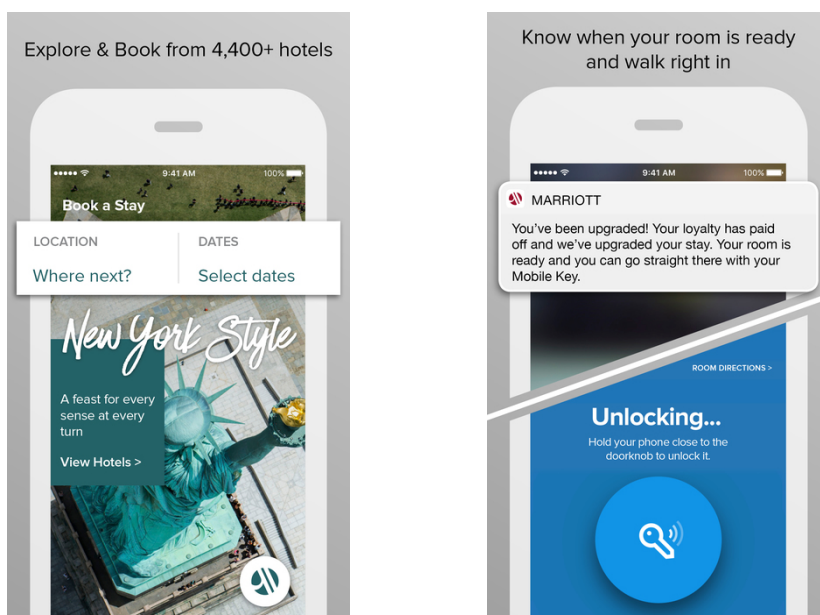 Explore & Book from 4,400+ hotels
9:41 AM
100%
Book a Stay
LOCATION
DATES
Where next?
Select dates
New York Style
A feast for every
sense at every
turn
View Hotels >
Know when your room is ready
and walk right in
9:41 AM
100%
MARRIOTT
You've been upgraded! Your loyalty has paid
off and we've upgraded your stay. Your room is
ready and you can go straight there with your
Mobile Key.
ROOM DIRECTIONS >
Unlocking...
Hold your phone close to the
doorknob to unlock it.